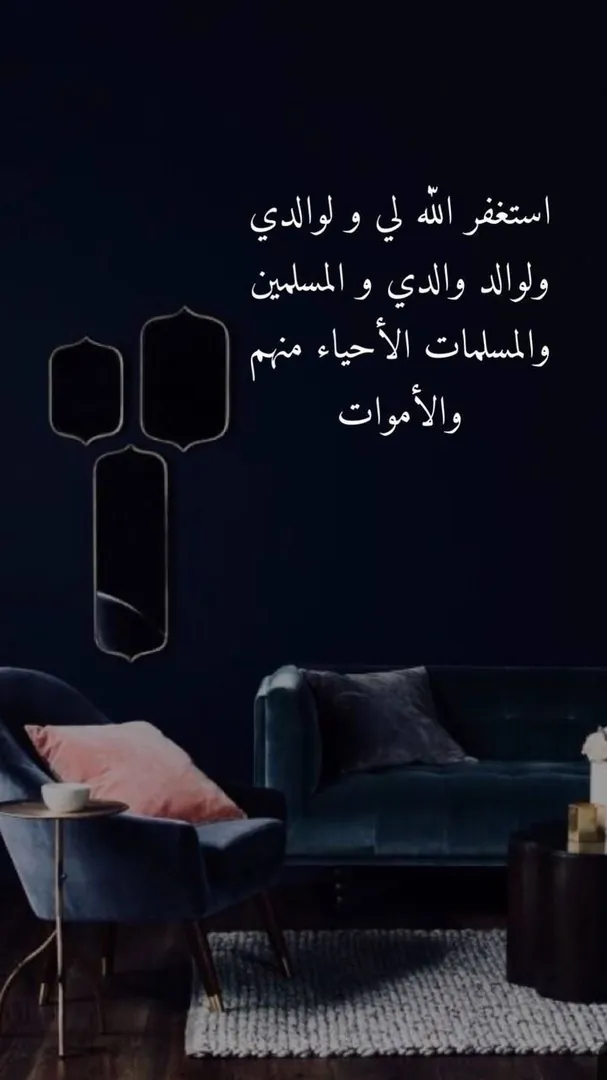 استغفر الله لي و لوالدي
ولوالد والدي و المسلمين
والمسلمات الأحياء منهم
والأموات